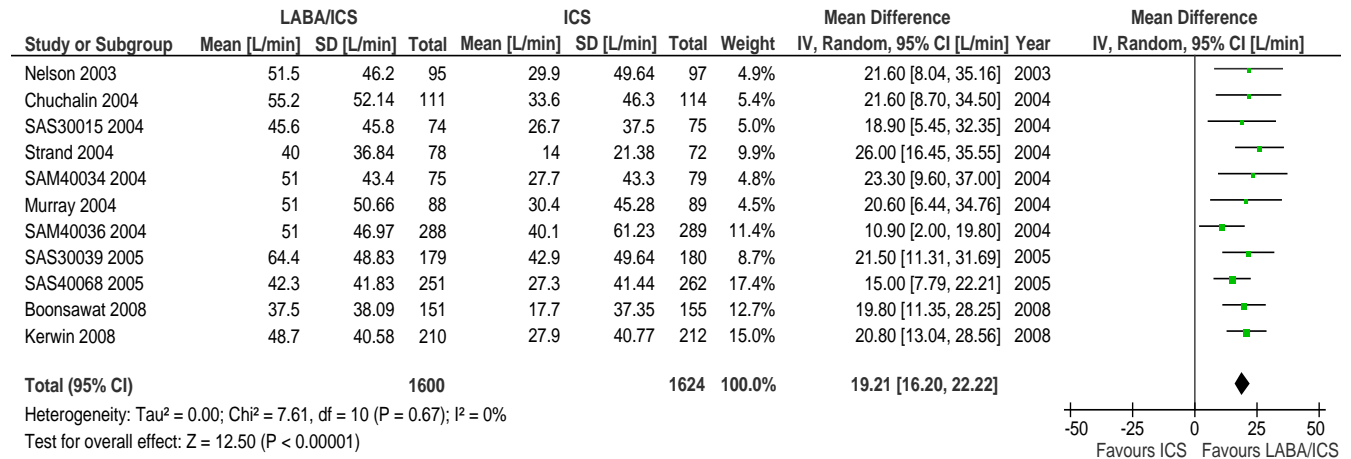 LABA/ICS ICS Mean Difference Mean Difference
Study or Subgroup Mean [L/min] SD [L/min] Total Mean [L/min] SD [L/min] Total Weight IV, Random, 95% CI [L/min] Year IV, Random, 95% CI [L/min]
Nelson 2003 51.5 46.2 95 29.9 49.64 97 4.9% 21.60 [8.04, 35.16] 2003
Chuchalin 2004 55.2 52.14 111 33.6 46.3 114 5.4% 21.60 [8.70, 34.50] 2004
SAS30015 2004 45.6 45.8 74 26.7 37.5 75 5.0% 18.90 [5.45, 32.35] 2004
Strand 2004 40 36.84 78 14 21.38 72 9.9% 26.00 [16.45, 35.55] 2004
SAM40034 2004 51 43.4 75 27.7 43.3 79 4.8% 23.30 [9.60, 37.00] 2004
Murray 2004 51 50.66 88 30.4 45.28 89 4.5% 20.60 [6.44, 34.76] 2004
SAM40036 2004 51 46.97 288 40.1 61.23 289 11.4% 10.90 [2.00, 19.80] 2004
SAS30039 2005 64.4 48.83 179 42.9 49.64 180 8.7% 21.50 [11.31, 31.69] 2005
SAS40068 2005 42.3 41.83 251 27.3 41.44 262 17.4% 15.00 [7.79, 22.21] 2005
Boonsawat 2008 37.5 38.09 151 17.7 37.35 155 12.7% 19.80 [11.35, 28.25] 2008
Kerwin 2008 48.7 40.58 210 27.9 40.77 212 15.0% 20.80 [13.04, 28.56] 2008
Total (95% CI) 1600 1624 100.0% 19.21 [16.20, 22.22]
Heterogeneity: Tau² = 0.00; Chi² = 7.61, df = 10 (P = 0.67); I² = 0%
Test for overall effect: Z = 12.50 (P < 0.00001)
-50 -25 0 25 50
Favours ICS Favours LABA/ICS